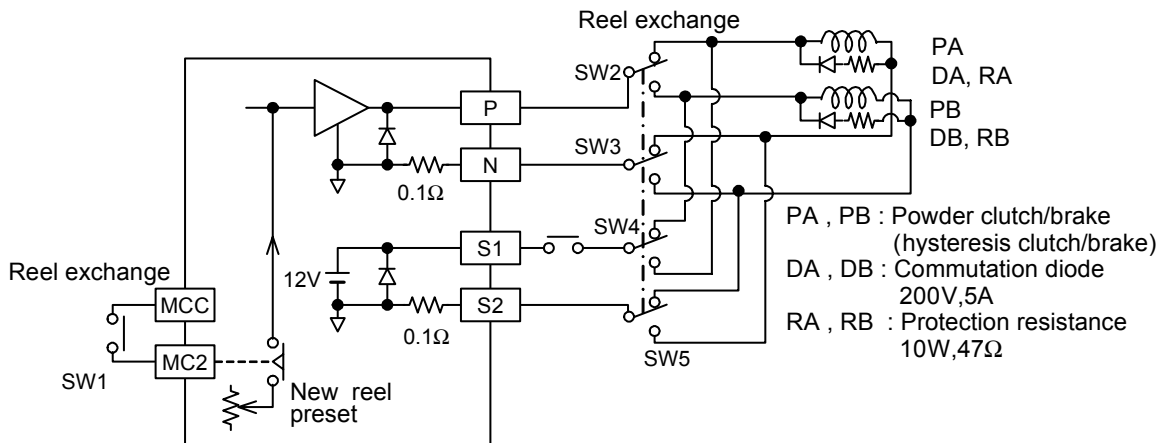 Reel exchange
PA
SW2
DA, RA
P
PB
DB, RB
SW3
N
0.1Ω
SW4
PA , PB : Powder clutch/brake
(hysteresis clutch/brake)
S1
Reel exchange
12V
DA , DB : Commutation diode
200V,5A
MCC
S2
0.1Ω
RA , RB : Protection resistance
10W,47Ω
SW5
MC2
SW1
New reel
preset